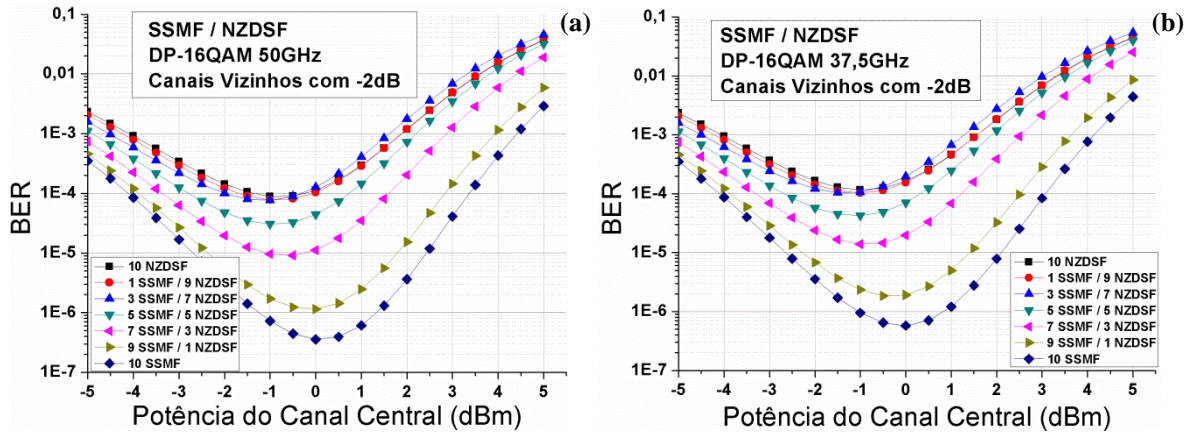 (a)
SSMF / NZDSF
DP-16QAM 50GHz
Canais Vizinhos com -2dB
0,1
0,01
1E-3
1E-4
1E-5
1E-6
1E-7
BER
10 NZDSF
1 SSMF / 9 NZDSF
3 SSMF / 7 NZDSF
5 SSMF / 5 NZDSF
7 SSMF / 3 NZDSF
9 SSMF / 1 NZDSF
10 SSMF
-5 -4 -3 -2 -1 0 1 2 3 4 5
Potência do Canal Central (dBm)
(b)
SSMF / NZDSF
DP-16QAM 37,5GHz
Canais Vizinhos com -2dB
0,1
0,01
1E-3
1E-4
1E-5
1E-6
1E-7
BER
10 NZDSF
1 SSMF / 9 NZDSF
3 SSMF / 7 NZDSF
5 SSMF / 5 NZDSF
7 SSMF / 3 NZDSF
9 SSMF / 1 NZDSF
10 SSMF
-5 -4 -3 -2 -1 0 1 2 3 4 5
Potência do Canal Central (dBm)